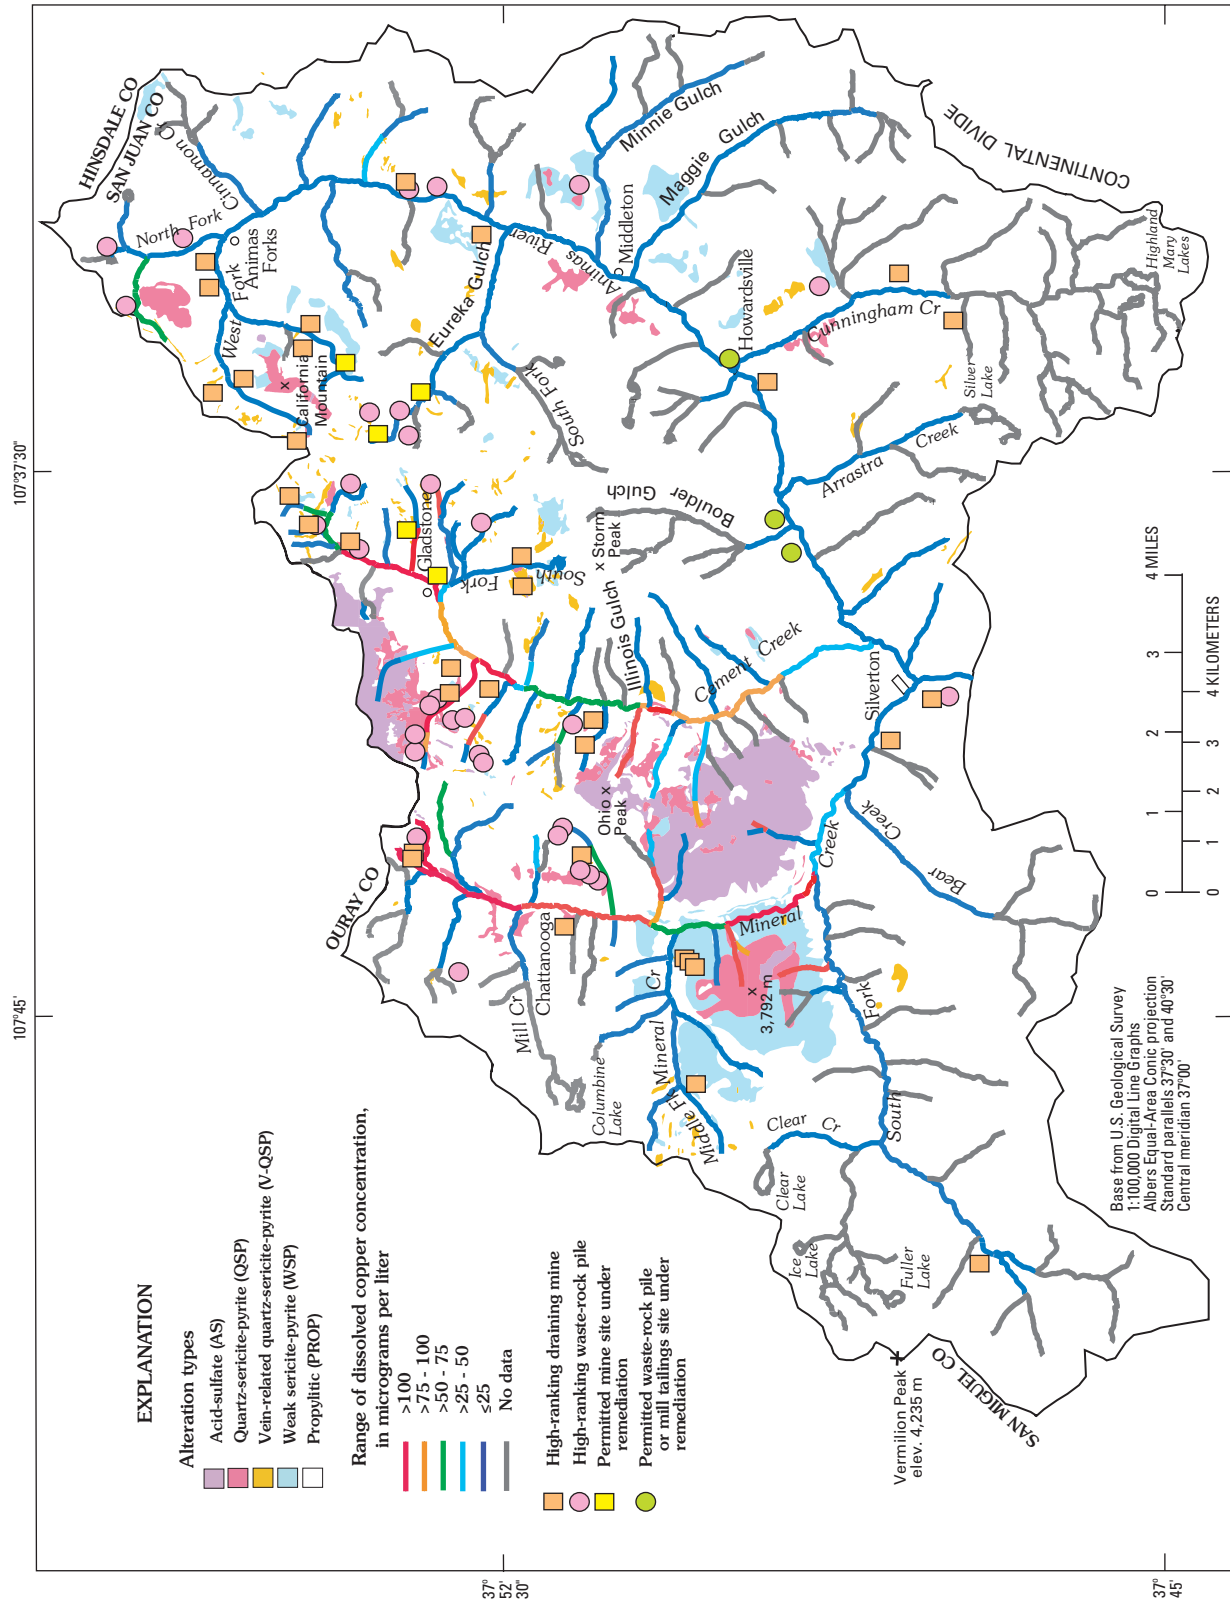 EXPLANATION
Alteration types
Acid-sulfate (AS)
Quartz-sericite-pyrite (QSP)
Vein-related quartz-sericite-pyrite (V-QSP)
Weak sericite-pyrite (WSP)
Propylitic (PROP)
Range of dissolved copper concentration,
in micrograms per liter
>100
>75 - 100
>50 - 75
>25 - 50
≤25
No data
High-ranking draining mine
High-ranking waste-rock pile
Permitted mine site under
remediation
Permitted waste-rock pile
or mill tailings site under
remediation
107°45'
107°37'30"
37°
52'
30"
37°
45'
HINSDALE CO
SAN JUAN CO
OURAY CO
SAN MIGUEL CO
CONTINENTAL DIVIDE
Cinnamon Cr
North Fork
Animas
Forks
West Fork
California
Mountain
Eureka Gulch
South Fork
Animas River
Middleton
Minnie Gulch
Maggie Gulch
Howardsville
Cunningham Cr
Highland
Mary
Lakes
Silver
Lake
Arrastra Creek
Boulder Gulch
Storm
Peak
x
Gladstone
South Fork
Illinois Gulch
Cement Creek
Silverton
Ohio x
Peak
Chattanooga
Mill Cr
Columbine
Lake
Mineral Creek
Mineral Cr
Middle Fk
x
3,792 m
Bear Creek
South Fork
Clear Cr
Clear
Lake
Ice
Lake
Fuller
Lake
Vermilion Peak
elev. 4,235 m
x
0 1 2 3 4 MILES
0 1 2 3 4 KILOMETERS
Base from U.S. Geological Survey
1:100,000 Digital Line Graphs
Albers Equal-Area Conic projection
Standard parallels 37°30' and 40°30'
Central meridian 37°00'